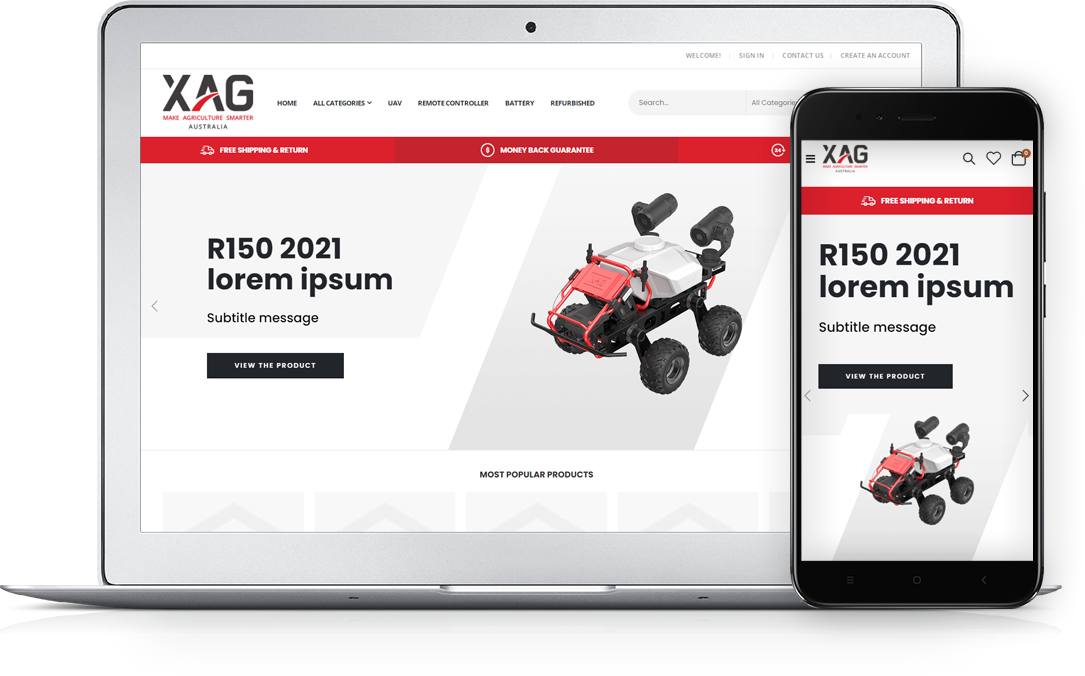 WELCOME!
SIGN IN
CONTACT US
CREATE AN ACCOUNT
XAG
MAKE AGRICULTURE SMARTER
AUSTRALIA
HOME
ALL CATEGORIES
UAV
REMOTE CONTROLLER
BATTERY
REFURBISHED
Search...
All Categories
FREE SHIPPING & RETURN
MONEY BACK GUARANTEE
24
R150 2021
lorem ipsum
Subtitle message
VIEW THE PRODUCT
MOST POPULAR PRODUCTS
XAG
MAKE AGRICULTURE SMARTER
AUSTRALIA
0
FREE SHIPPING & RETURN
R150 2021
lorem ipsum
Subtitle message
VIEW THE PRODUCT